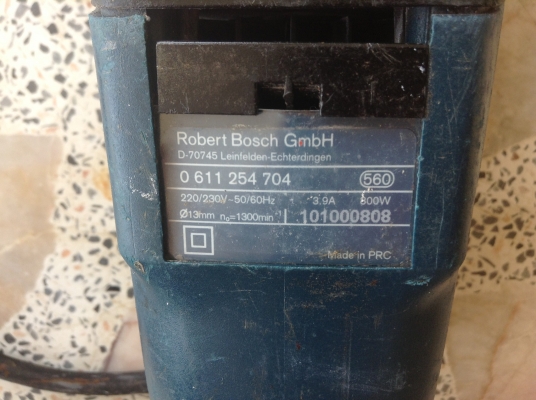 Robert Bosch GmbH
D-70745 Leinfelden-Echterdingen
0 611 254 704 560
220/230V~50/60Hz 3.9A 800W
Ø13mm n₀=1300min⁻¹ 101000808
Made in PRC